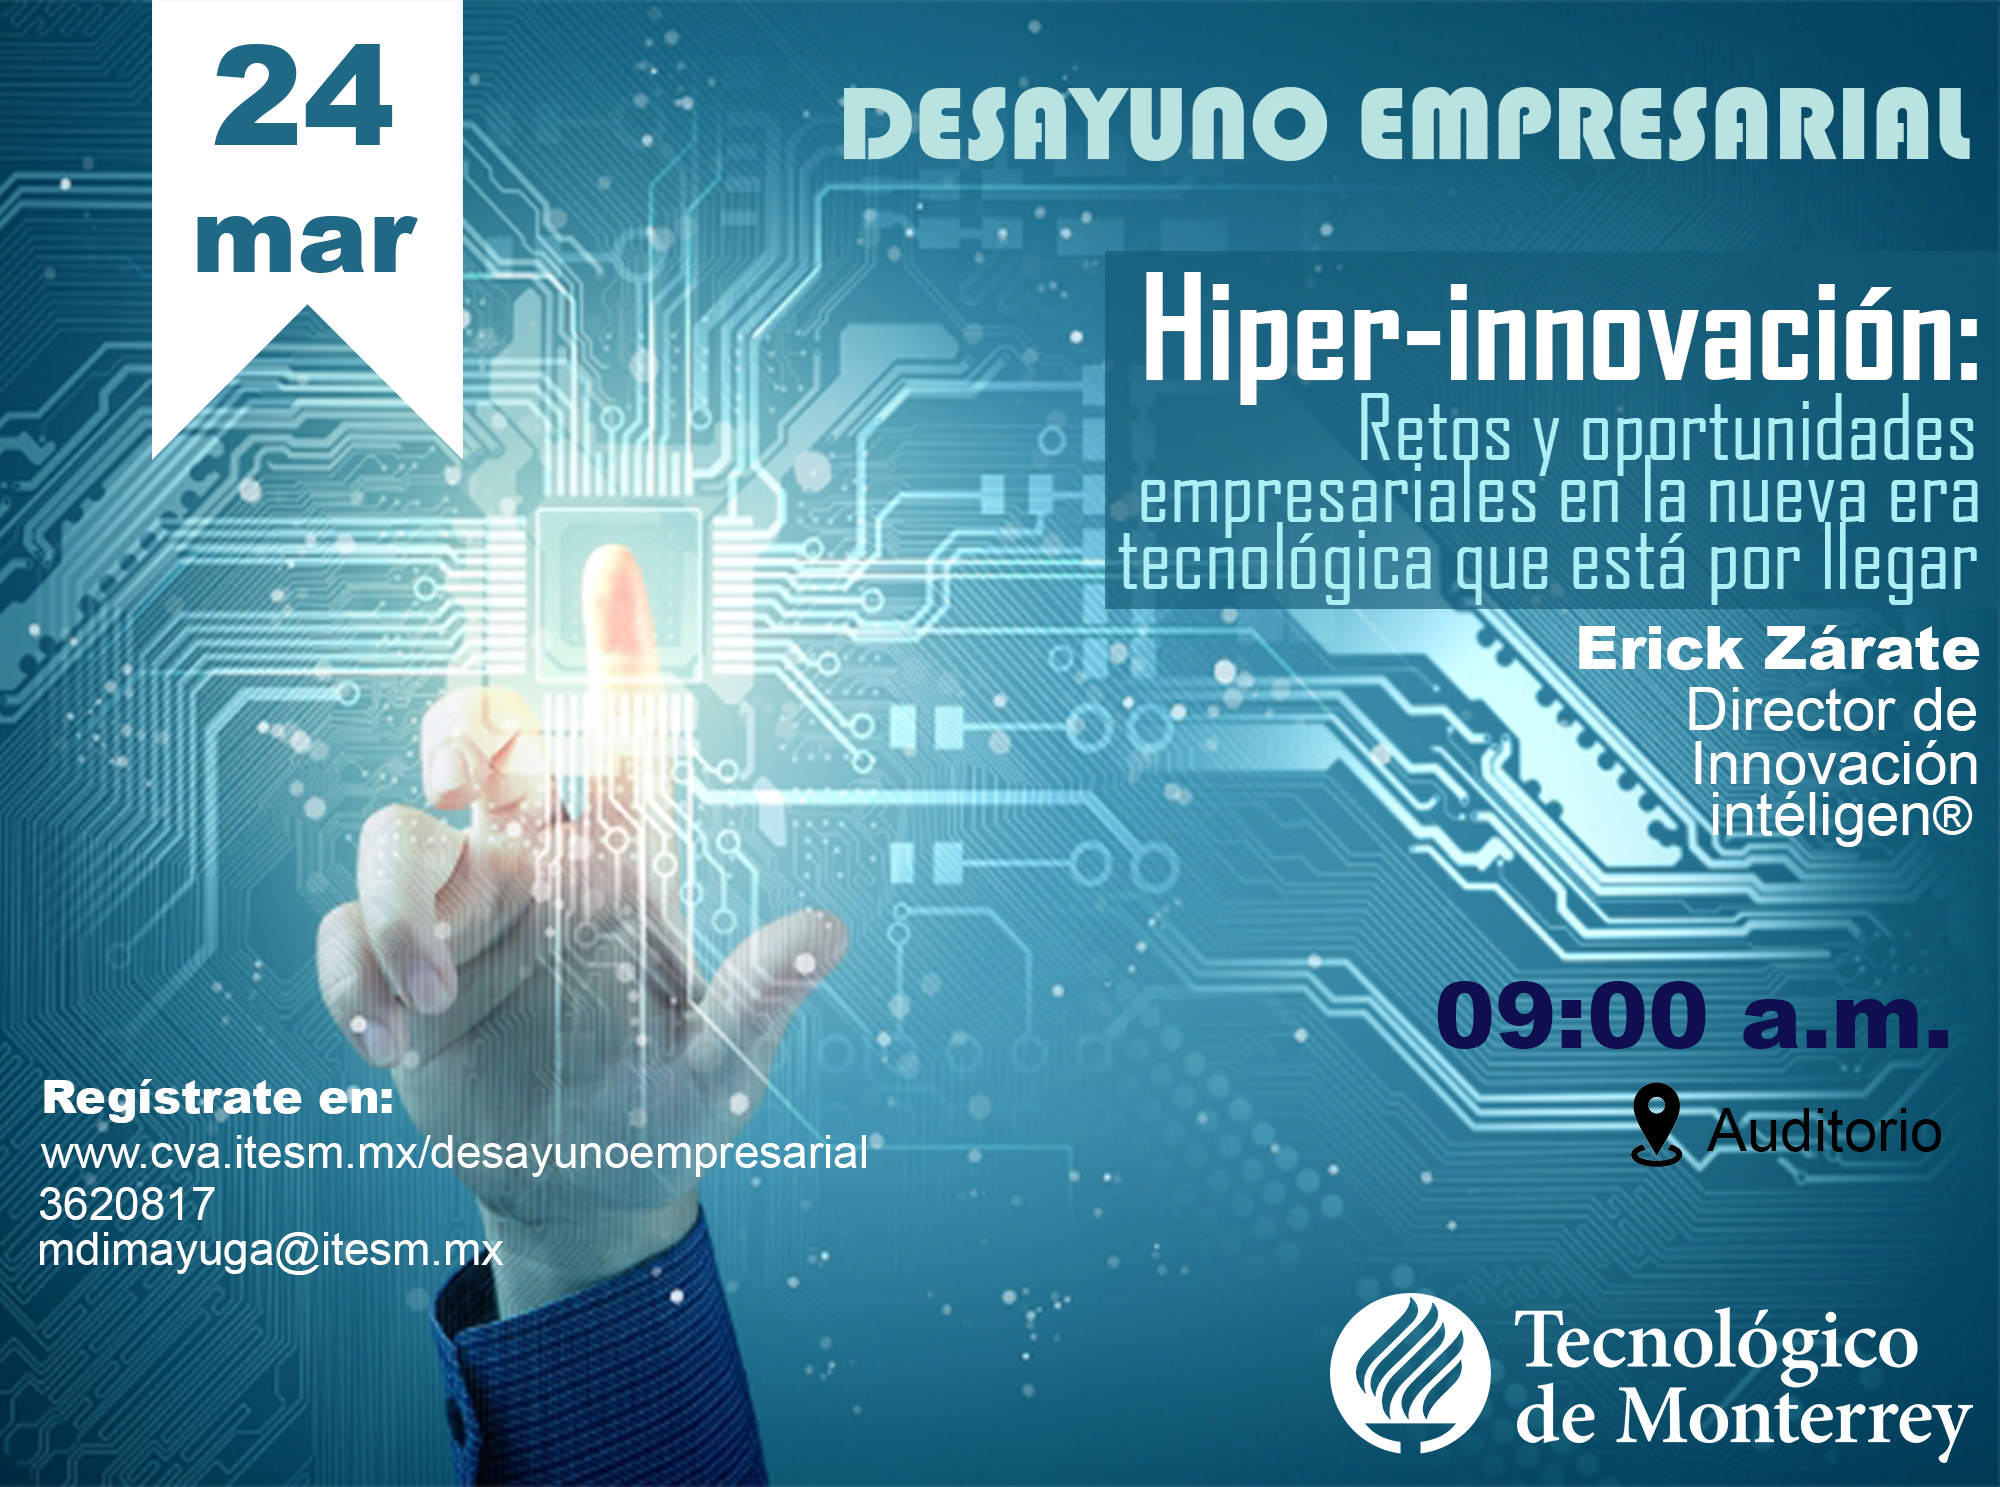 24
mar
DESAYUNO EMPRESARIAL
Hiper-innovación:
Retos y oportunidades
empresariales en la nueva era
tecnológica que está por llegar
Erick Zárate
Director de
Innovación
intéligen®
09:00 a.m.
Auditorio
Regístrate en:
www.cva.itesm.mx/desayunoempresarial
3620817
mdimayuga@itesm.mx
Tecnológico
de Monterrey